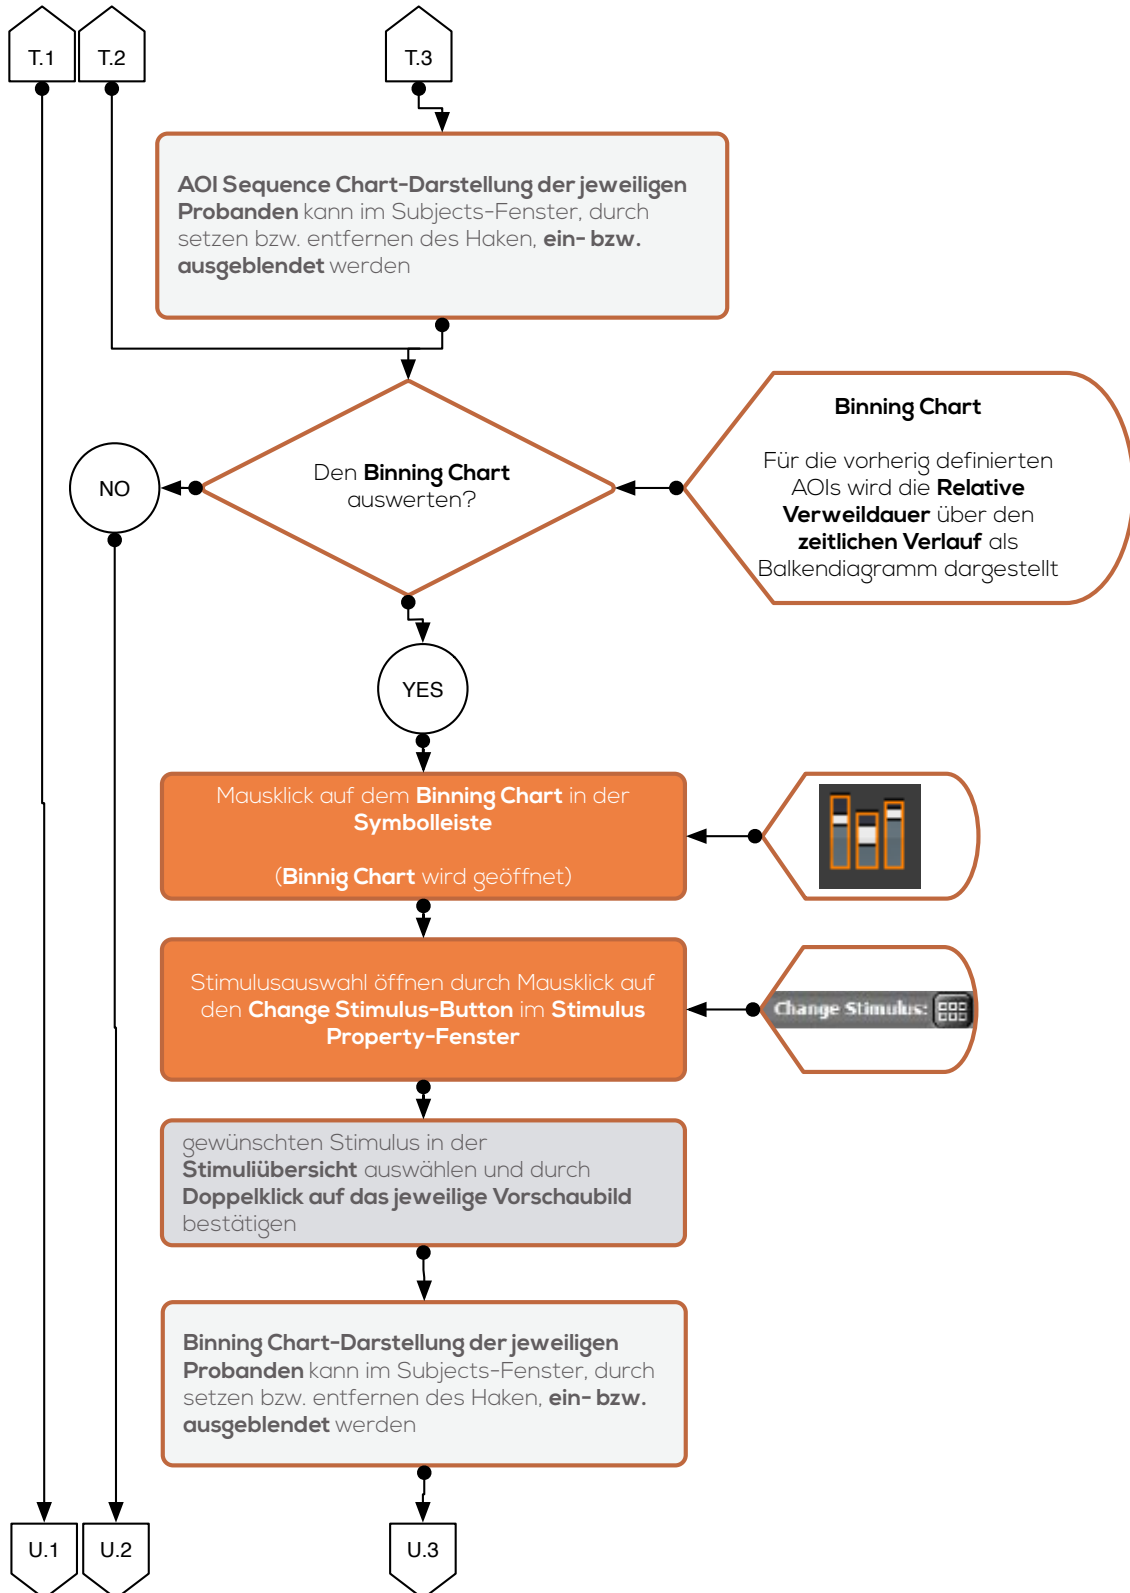 T.1
T.2
T.3
AOI Sequence Chart-Darstellung der jeweiligen
Probanden kann im Subjects-Fenster, durch
setzen bzw. entfernen des Haken, ein- bzw.
ausgeblendet werden
Den Binning Chart
auswerten?
NO
Binning Chart
Für die vorherig definierten
AOIs wird die Relative
Verweildauer über den
zeitlichen Verlauf als
Balkendiagramm dargestellt
YES
Mausklick auf dem Binning Chart in der
Symbolleiste
(Binnig Chart wird geöffnet)
Stimulusauswahl öffnen durch Mausklick auf
den Change Stimulus-Button im Stimulus
Property-Fenster
Change Stimulus:
gewünschten Stimulus in der
Stimuliübersicht auswählen und durch
Doppelklick auf das jeweilige Vorschaubild
bestätigen
Binning Chart-Darstellung der jeweiligen
Probanden kann im Subjects-Fenster, durch
setzen bzw. entfernen des Haken, ein- bzw.
ausgeblendet werden
U.1
U.2
U.3